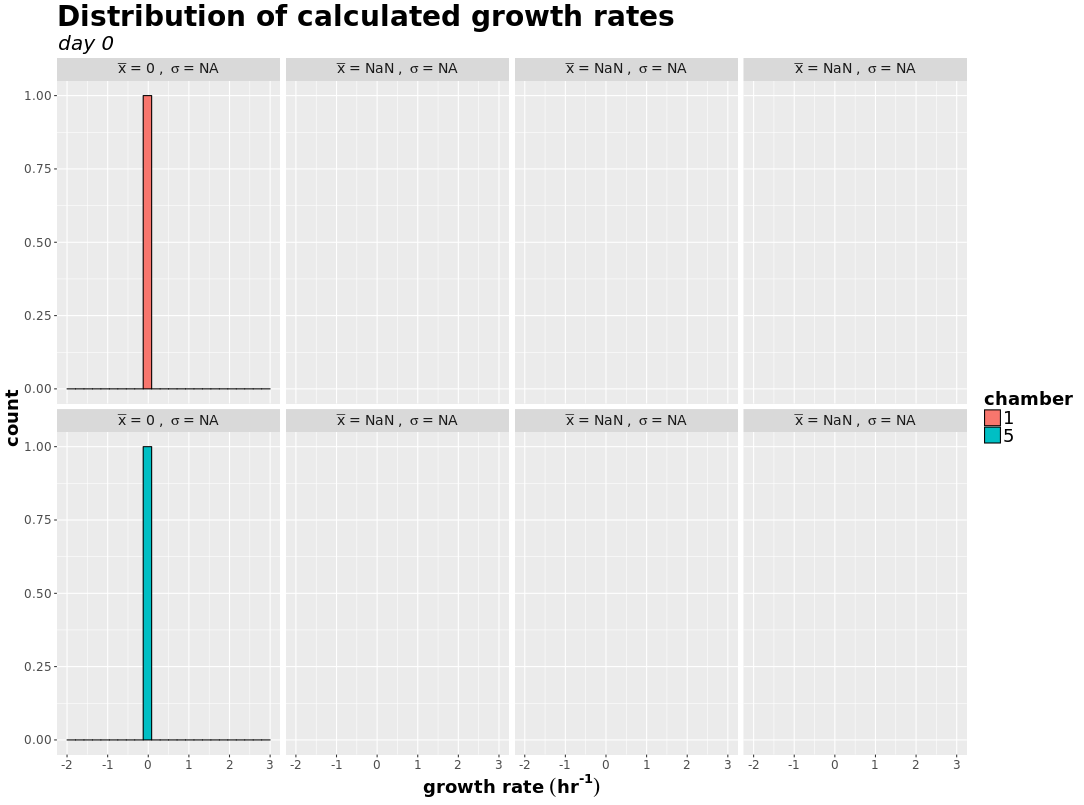 Distribution of calculated growth rates
day 0
x̅ = 0 , σ = NA
x̅ = NaN , σ = NA
x̅ = NaN , σ = NA
x̅ = NaN , σ = NA
1.00
0.75
0.50
0.25
0.00
x̅ = 0 , σ = NA
x̅ = NaN , σ = NA
x̅ = NaN , σ = NA
x̅ = NaN , σ = NA
1.00
0.75
0.50
0.25
0.00
-2 -1 0 1 2 3
-2 -1 0 1 2 3
-2 -1 0 1 2 3
-2 -1 0 1 2 3
count
growth rate (hr⁻¹)
chamber
1
5